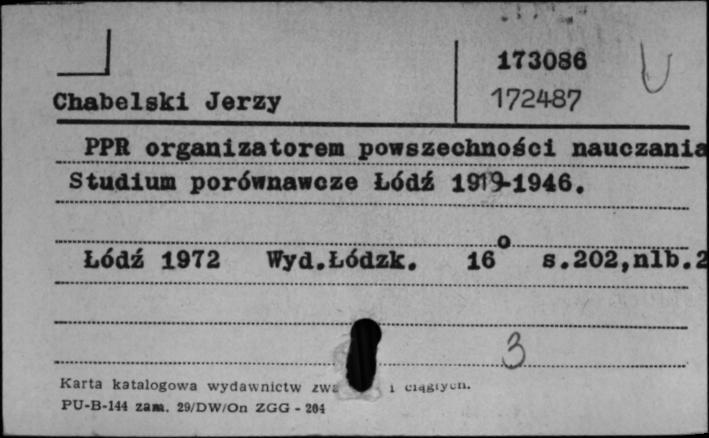 173086
U
172487
Chabelski Jerzy
PPR organizatorem powszechności nauczania
Studium porównawcze Łódź 1919-1946.
Łódź 1972 Wyd.Łódzk. 16° s.202,nlb.2
3
Karta katalogowa wydawnictw i ciągłych.
PU-B-144 zam. 29/DW/On ZGG - 204